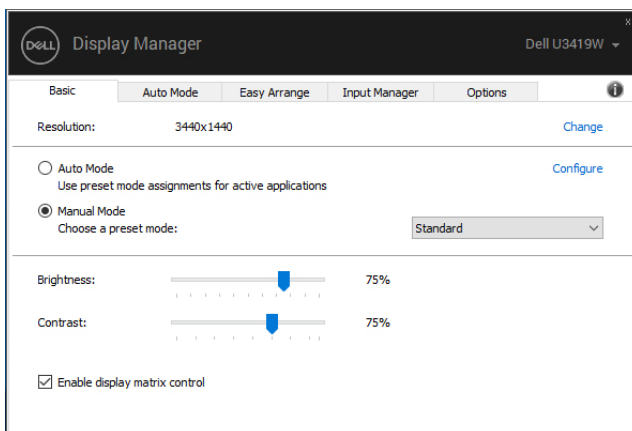 x
DELL Display Manager Dell U3419W
Basic Auto Mode Easy Arrange Input Manager Options i
Resolution: 3440x1440 Change
Auto Mode Configure
Use preset mode assignments for active applications
Manual Mode
Choose a preset mode: Standard
Brightness: 75%
Contrast: 75%
Enable display matrix control